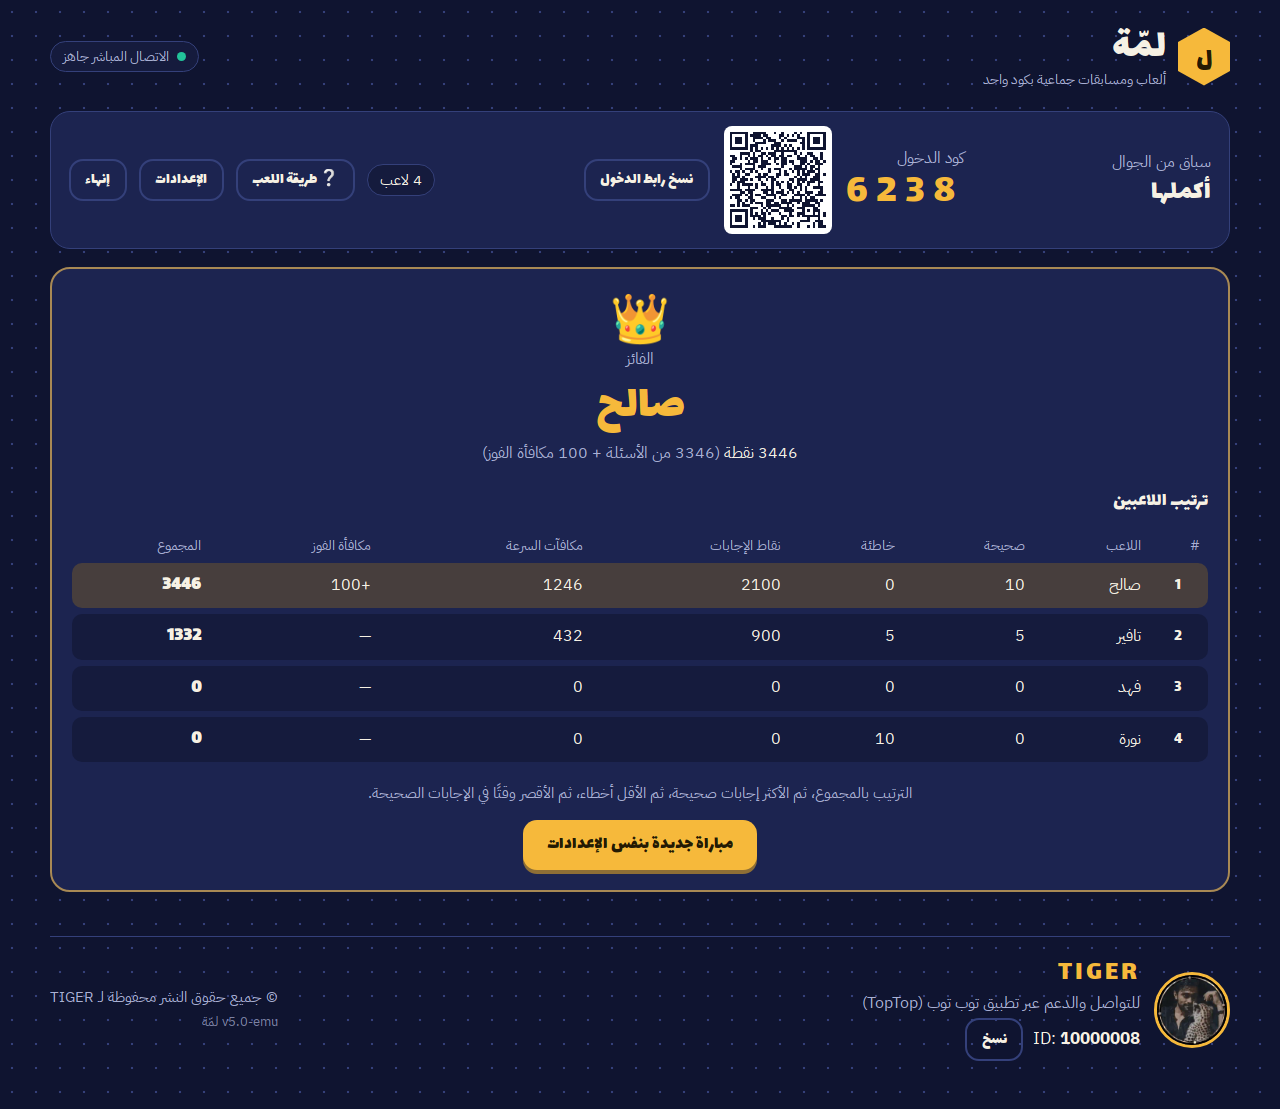 ل
لمّة
ألعاب ومسابقات جماعية بكود واحد
الاتصال المباشر جاهز
سباق من الجوال
أكملها
كود الدخول
6238
نسخ رابط الدخول
4 لاعب
❔ طريقة اللعب
الإعدادات
إنهاء
الفائز
صالح
3446 نقطة (3346 من الأسئلة + 100 مكافأة الفوز)
ترتيب اللاعبين
# اللاعب صحيحة خاطئة نقاط الإجابات مكافآت السرعة مكافأة الفوز المجموع
1 صالح 10 0 2100 1246 +100 3446
2 تافير 5 5 900 432 — 1332
3 فهد 0 0 0 0 — 0
4 نورة 0 10 0 0 — 0
الترتيب بالمجموع، ثم الأكثر إجابات صحيحة، ثم الأقل أخطاء، ثم الأقصر وقتًا في الإجابات الصحيحة.
مباراة جديدة بنفس الإعدادات
TIGER
للتواصل والدعم عبر تطبيق توب توب (TopTop)
ID: 10000008
نسخ
© جميع حقوق النشر محفوظة لـ TIGER
لمّة v5.0-emu